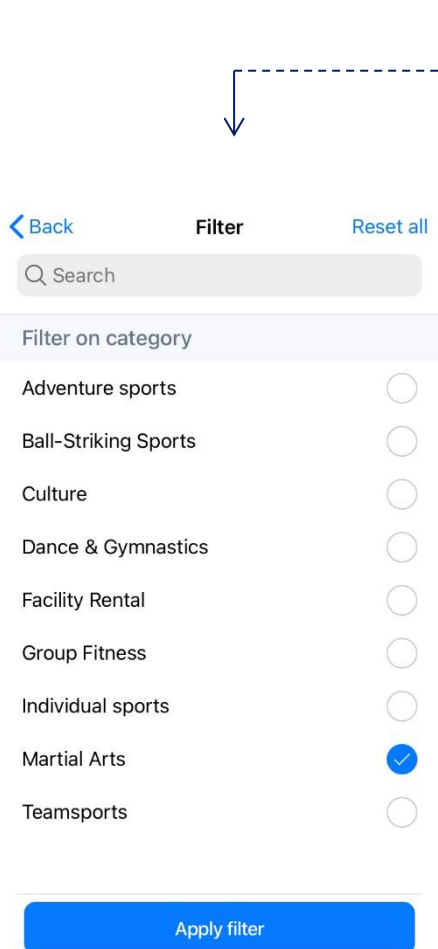 Back Filter Reset all
Search
Filter on category
Adventure sports
Ball-Striking Sports
Culture
Dance & Gymnastics
Facility Rental
Group Fitness
Individual sports
Martial Arts
Teamsports
Apply filter